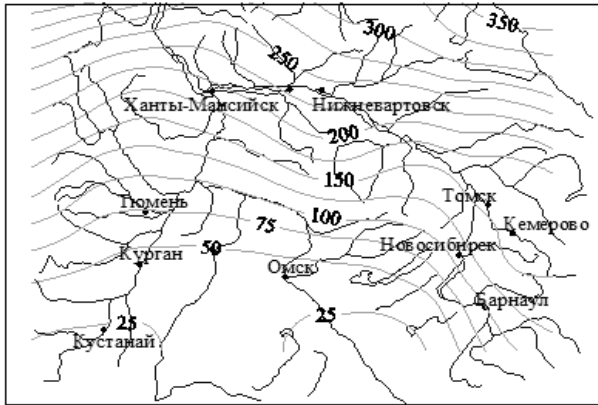 350
300
250
Ханты-Мансийск
Нижневартовск
200
150
Томск
Тюмень
100
75
Кемерово
Новосибирск
50
Курган
Омск
Барнаул
25
25
Кустанай